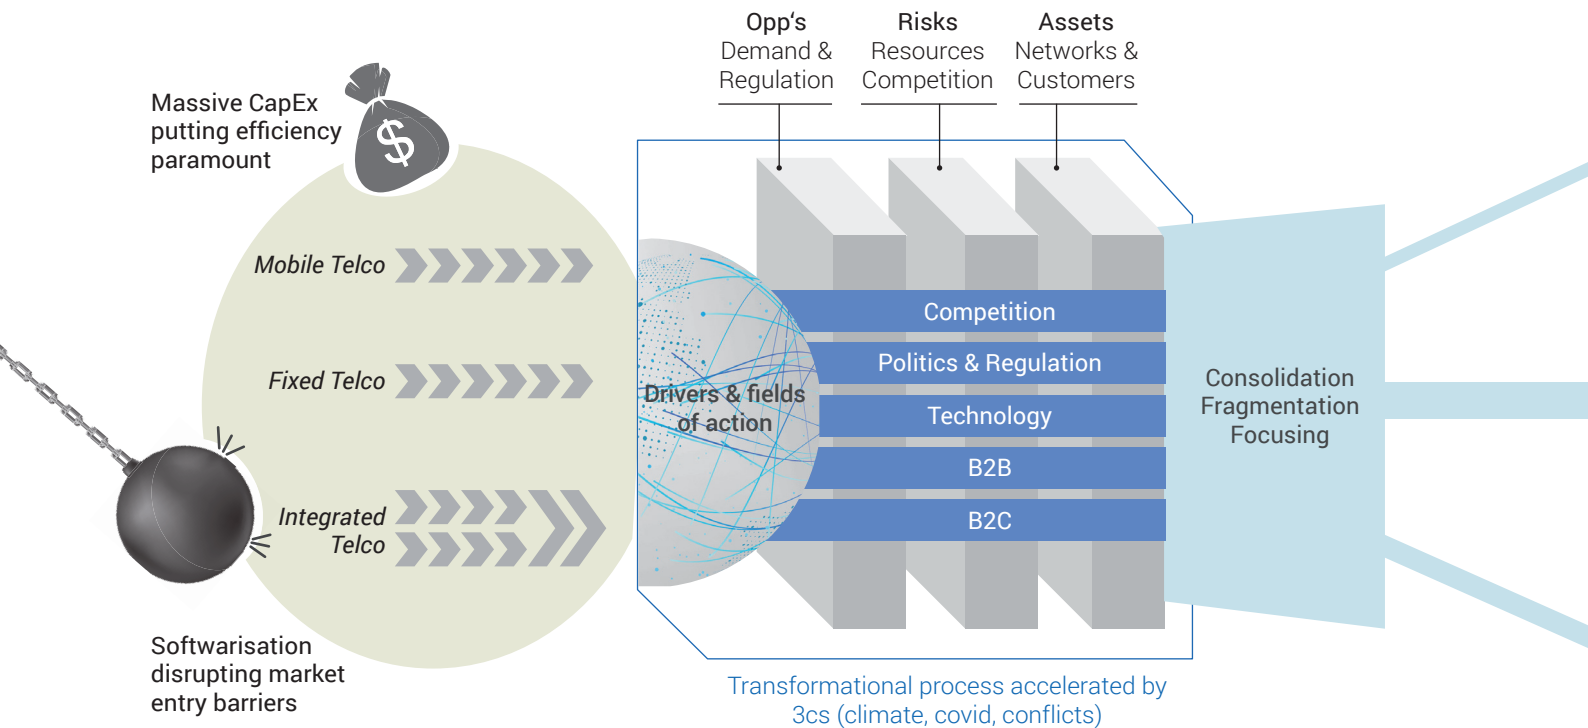 Opp‘s
Demand &
Regulation
Risks
Resources
Competition
Assets
Networks &
Customers
Massive CapEx
putting efficiency
paramount
$
Mobile Telco
Fixed Telco
Integrated
Telco
Softwarisation
disrupting market
entry barriers
Drivers & fields
of action
Competition
Politics & Regulation
Technology
B2B
B2C
Consolidation
Fragmentation
Focusing
Transformational process accelerated by
3cs (climate, covid, conflicts)